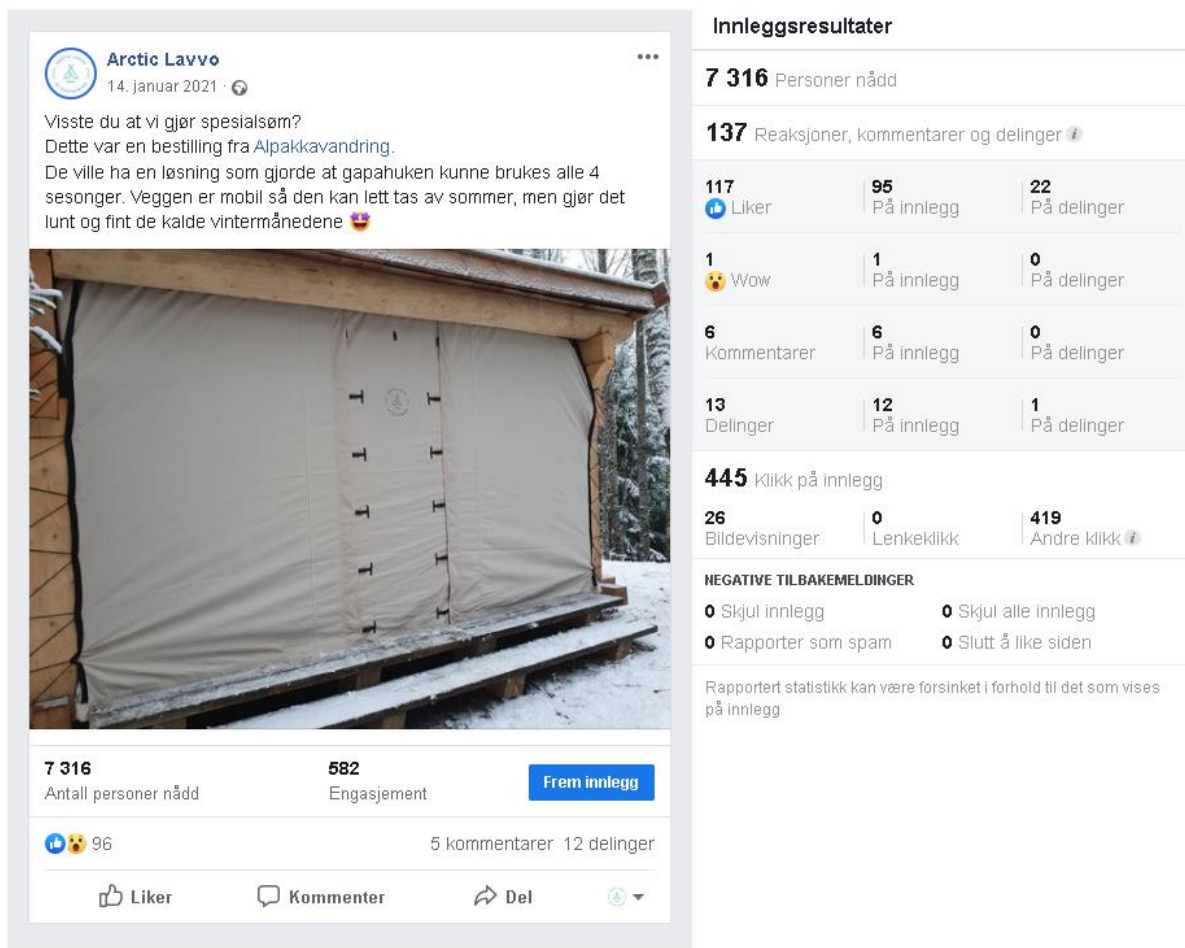 Arctic Lavvo
14. januar 2021 ·
Visste du at vi gjør spesialsøm?
Dette var en bestilling fra Alpakkavandring.
De ville ha en løsning som gjorde at gapahuken kunne brukes alle 4
sesonger. Veggen er mobil så den kan lett tas av sommer, men gjør det
lunt og fint de kalde vintermånedene 🤩
7 316
Antall personer nådd
582
Engasjement
Frem innlegg
96
5 kommentarer 12 delinger
Liker
Kommenter
Del
Innleggsresultater
7 316 Personer nådd
137 Reaksjoner, kommentarer og delinger
117
Liker
95
På innlegg
22
På delinger
1
Wow
1
På innlegg
0
På delinger
6
Kommentarer
6
På innlegg
0
På delinger
13
Delinger
12
På innlegg
1
På delinger
445 Klikk på innlegg
26
Bildevisninger
0
Lenkeklikk
419
Andre klikk
NEGATIVE TILBAKEMELDINGER
0 Skjul innlegg
0 Skjul alle innlegg
0 Rapporter som spam
0 Slutt å like siden
Rapportert statistikk kan være forsinket i forhold til det som vises
på innlegg